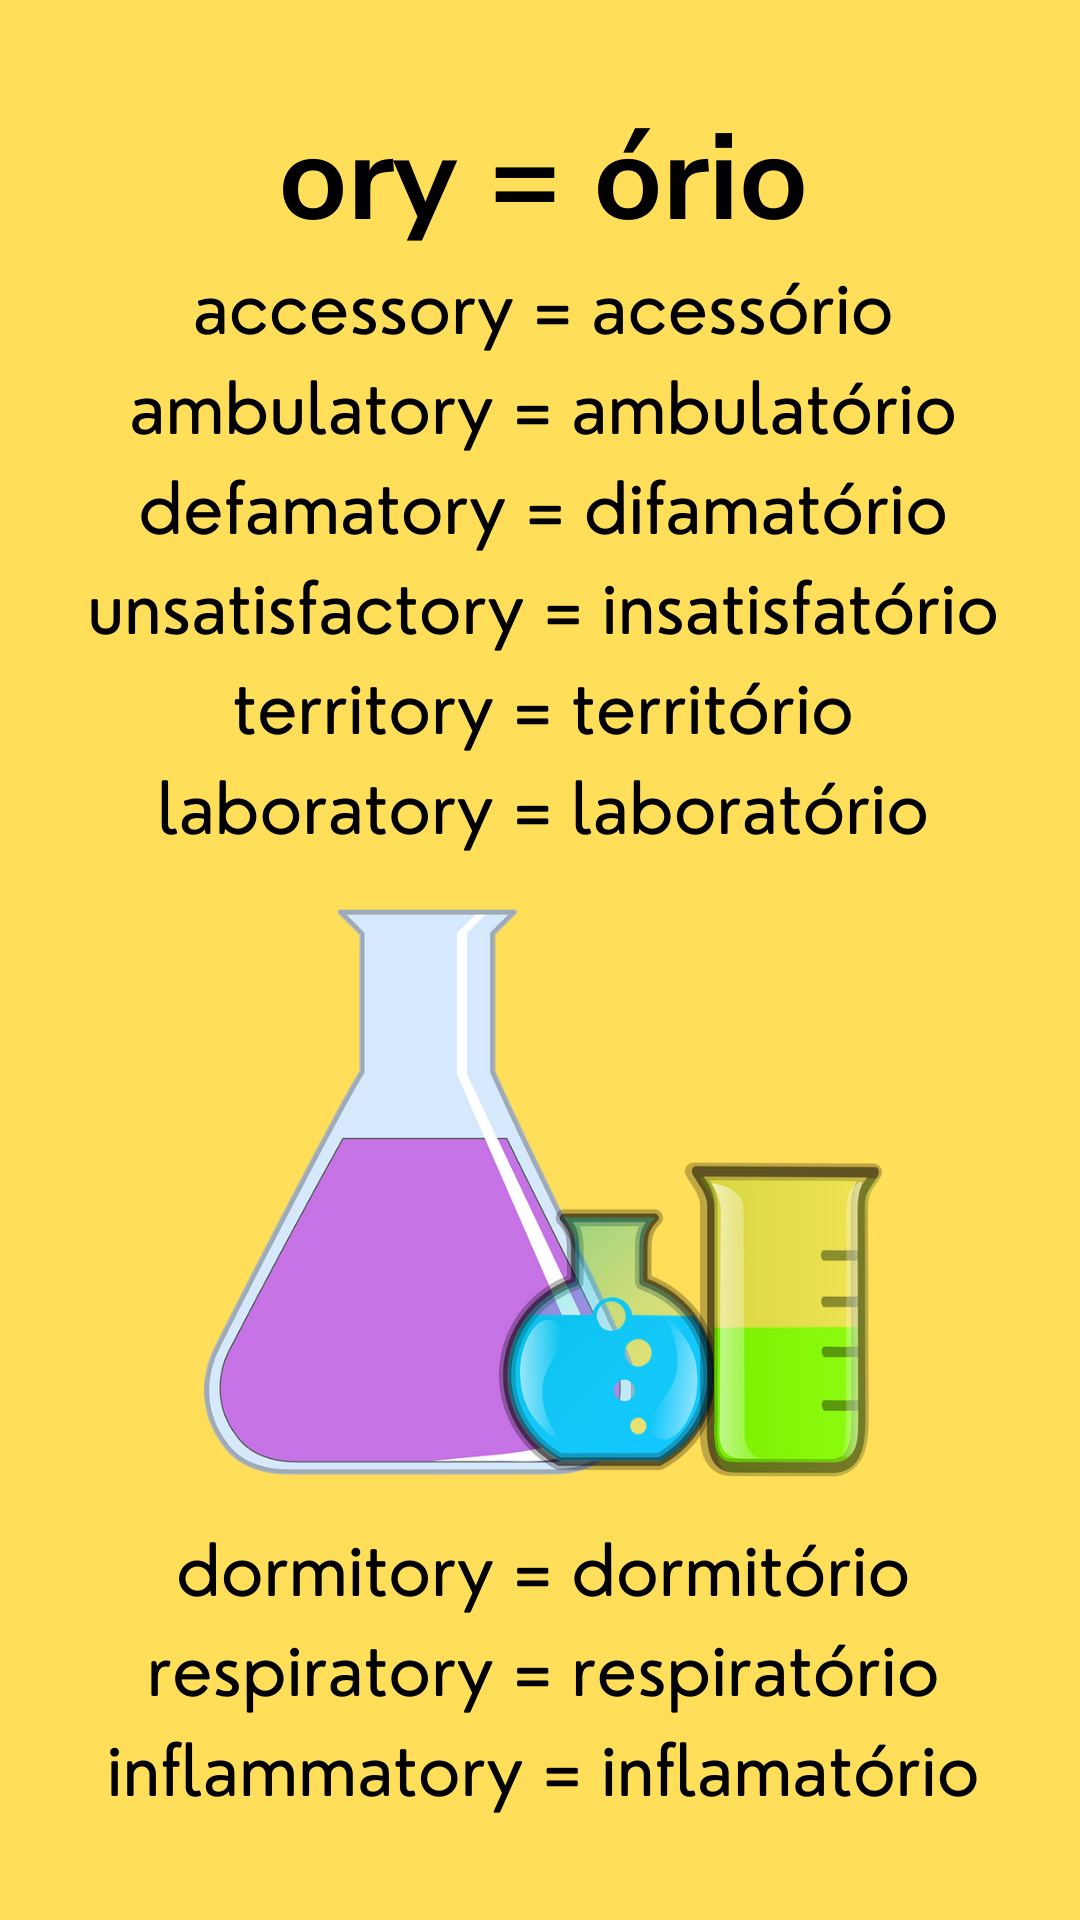 ory = ório
accessory = acessório
ambulatory = ambulatório
defamatory = difamatório
unsatisfactory = insatisfatório
territory = território
laboratory = laboratório
dormitory = dormitório
respiratory = respiratório
inflammatory = inflamatório